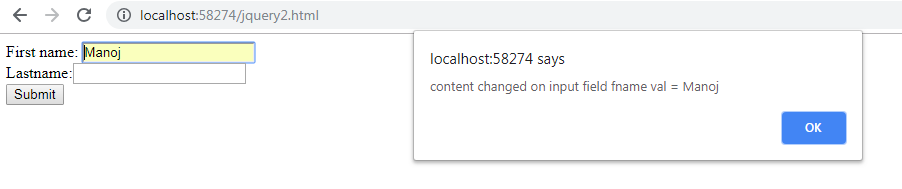 localhost:58274/jquery2.html
First name: Manoj
Lastname:
Submit
localhost:58274 says
content changed on input field fname val = Manoj
OK